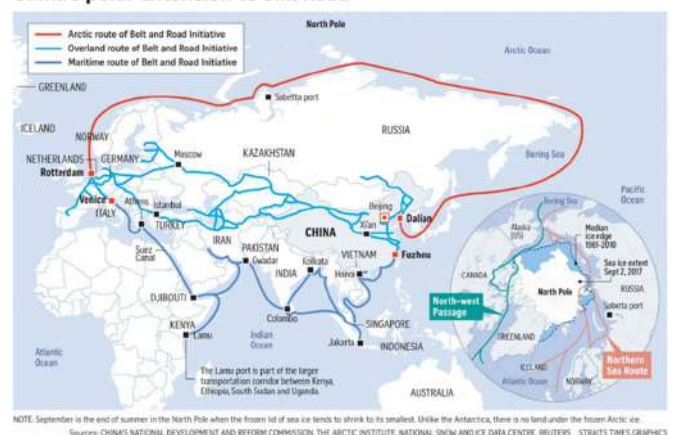 North Pole
Arctic route of Belt and Road Initiative
Overland route of Belt and Road Initiative
Maritime route of Belt and Road Initiative
Arctic Ocean
GREENLAND
Sabetta port
ICELAND
NORWAY
RUSSIA
NETHERLANDS
GERMANY
Moscow
KAZAKHSTAN
Bering Sea
Rotterdam
Pacific
Ocean
Venice
Athens
Istanbul
Beijing
Dalian
ITALY
TURKEY
CHINA
Xi'an
IRAN
PAKISTAN
Suez
Canal
Gwadar
Kolkata
VIETNAM
Fuzhou
INDIA
Hanoi
DJIBOUTI
KENYA
Lamu
Colombo
SINGAPORE
Indian
Ocean
Jakarta
INDONESIA
Atlantic
Ocean
The Lamu port is part of the larger
transportation corridor between Kenya,
Ethiopia, South Sudan and Uganda.
AUSTRALIA
Bering Sea
Alaska
(US)
Median
ice edge
1981-2010
CANADA
Sea ice extent
Sept 2, 2017
North Pole
RUSSIA
Sabetta port
North-west
Passage
GREENLAND
Northern
Sea Route
ICELAND
Atlantic Ocean
NORWAY
NOTE: September is the end of summer in the North Pole when the frozen lid of sea ice tends to shrink to its smallest. Unlike the Antarctica, there is no land under the frozen Arctic ice.
Sources: CHINA'S NATIONAL DEVELOPMENT AND REFORM COMMISSION, THE ARCTIC INSTITUTE, NATIONAL SNOW AND ICE DATA CENTRE, REUTERS STRAITS TIMES GRAPHICS